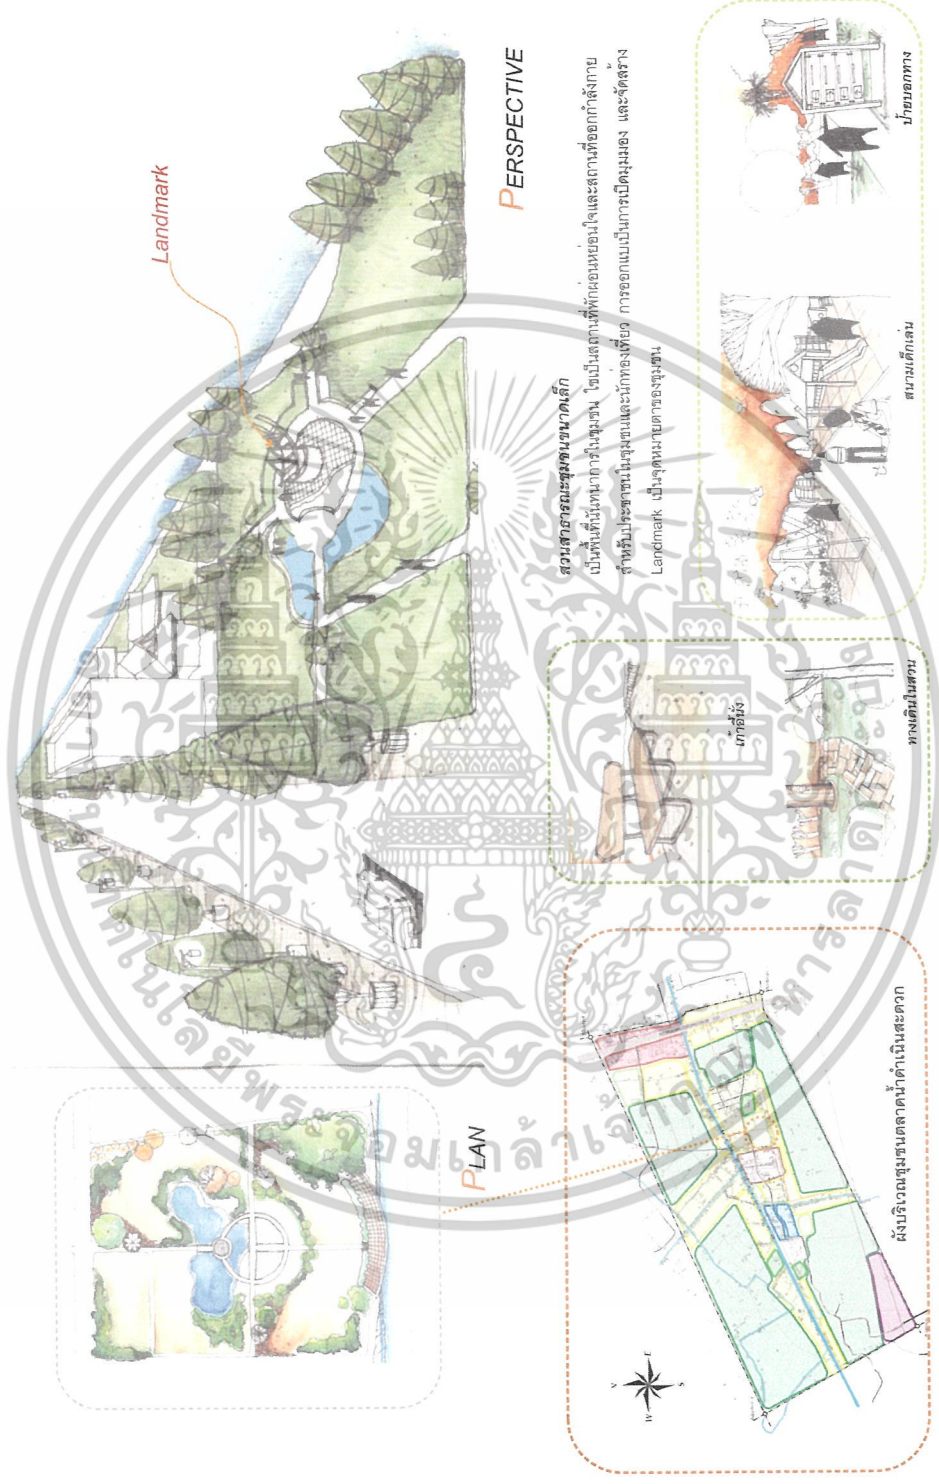 PERSPECTIVE
Landmark
สวนสาธารณะชุมชนขนาดเล็ก
เป็นพื้นที่นันทนาการในชุมชน ใช้เป็นสถานที่พักผ่อนหย่อนใจและสถานที่ออกกำลังกาย
สำหรับประชาชนในชุมชนและนักท่องเที่ยว การออกแบบเป็นการเปิดมุมมอง และจัดสร้าง
Landmark เป็นจุดหมายตาของชุมชน
PLAN
ผังบริเวณชุมชนตลาดน้ำดำเนินสะดวก
W
E
S
เก้าอี้นั่ง
ทางเดินในสวน
สนามเด็กเล่น
ป้ายบอกทาง